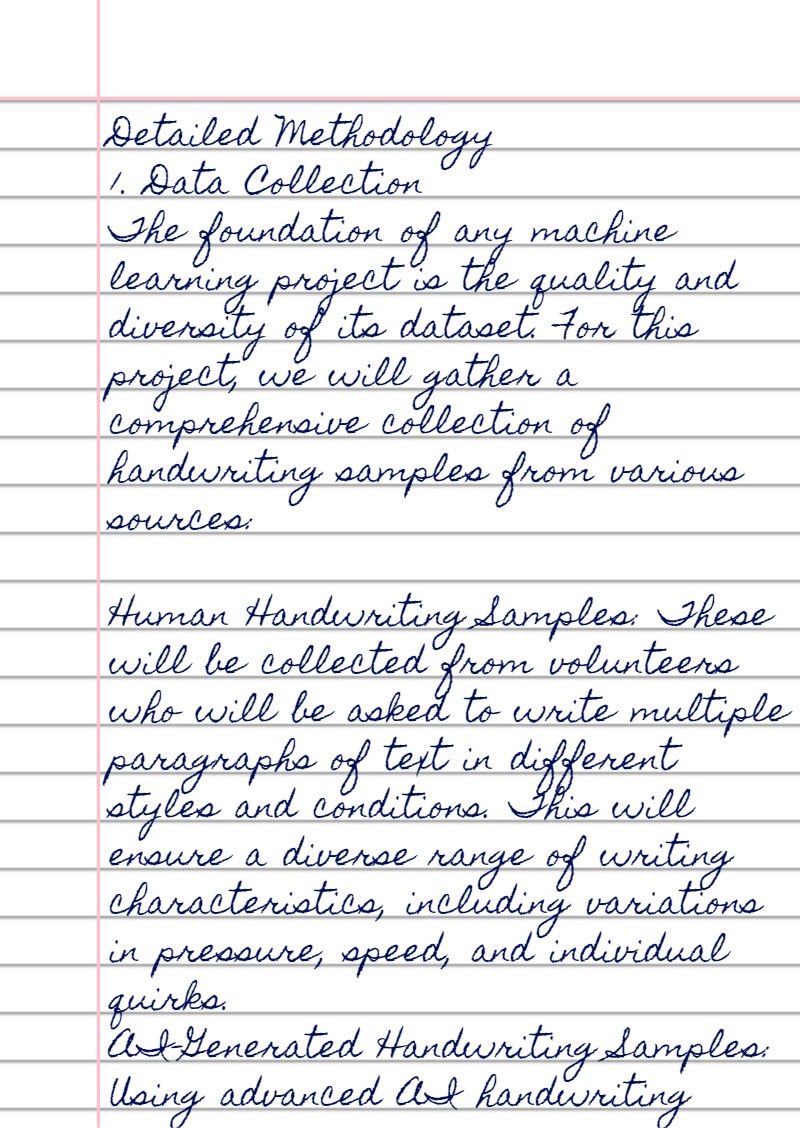 Detailed Methodology
1. Data Collection
The foundation of any machine
learning project is the quality and
diversity of its dataset. For this
project, we will gather a
comprehensive collection of
handwriting samples from various
sources:
Human Handwriting Samples: These
will be collected from volunteers
who will be asked to write multiple
paragraphs of text in different
styles and conditions. This will
ensure a diverse range of writing
characteristics, including variations
in pressure, speed, and individual
quirks.
AI-Generated Handwriting Samples:
Using advanced AI handwriting